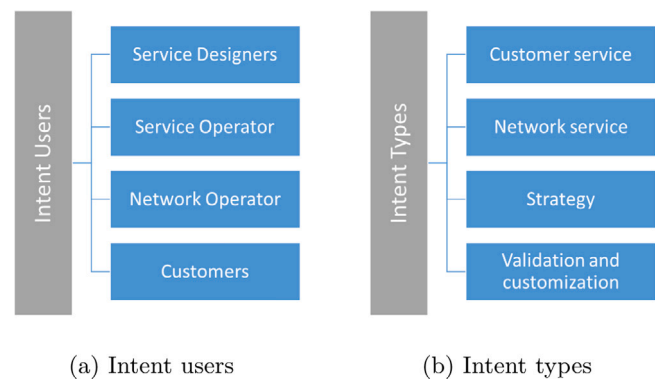 Intent Users
Service Designers
Service Operator
Network Operator
Customers
(a) Intent users
Intent Types
Customer service
Network service
Strategy
Validation and
customization
(b) Intent types